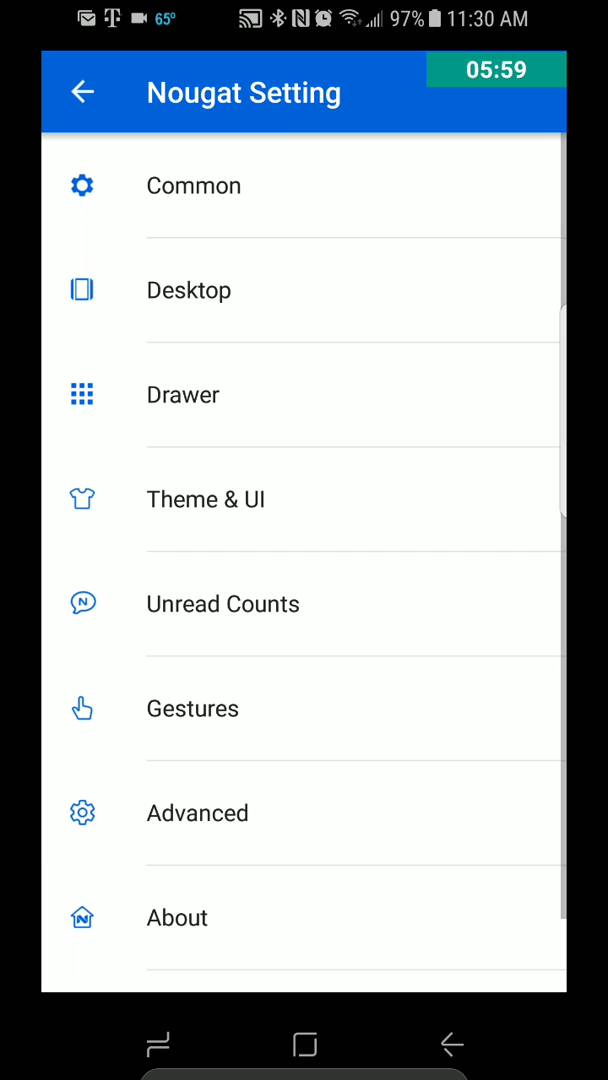 65° 97% 11:30 AM
05:59
Nougat Setting
Common
Desktop
Drawer
Theme & UI
N
Unread Counts
Gestures
Advanced
N
About